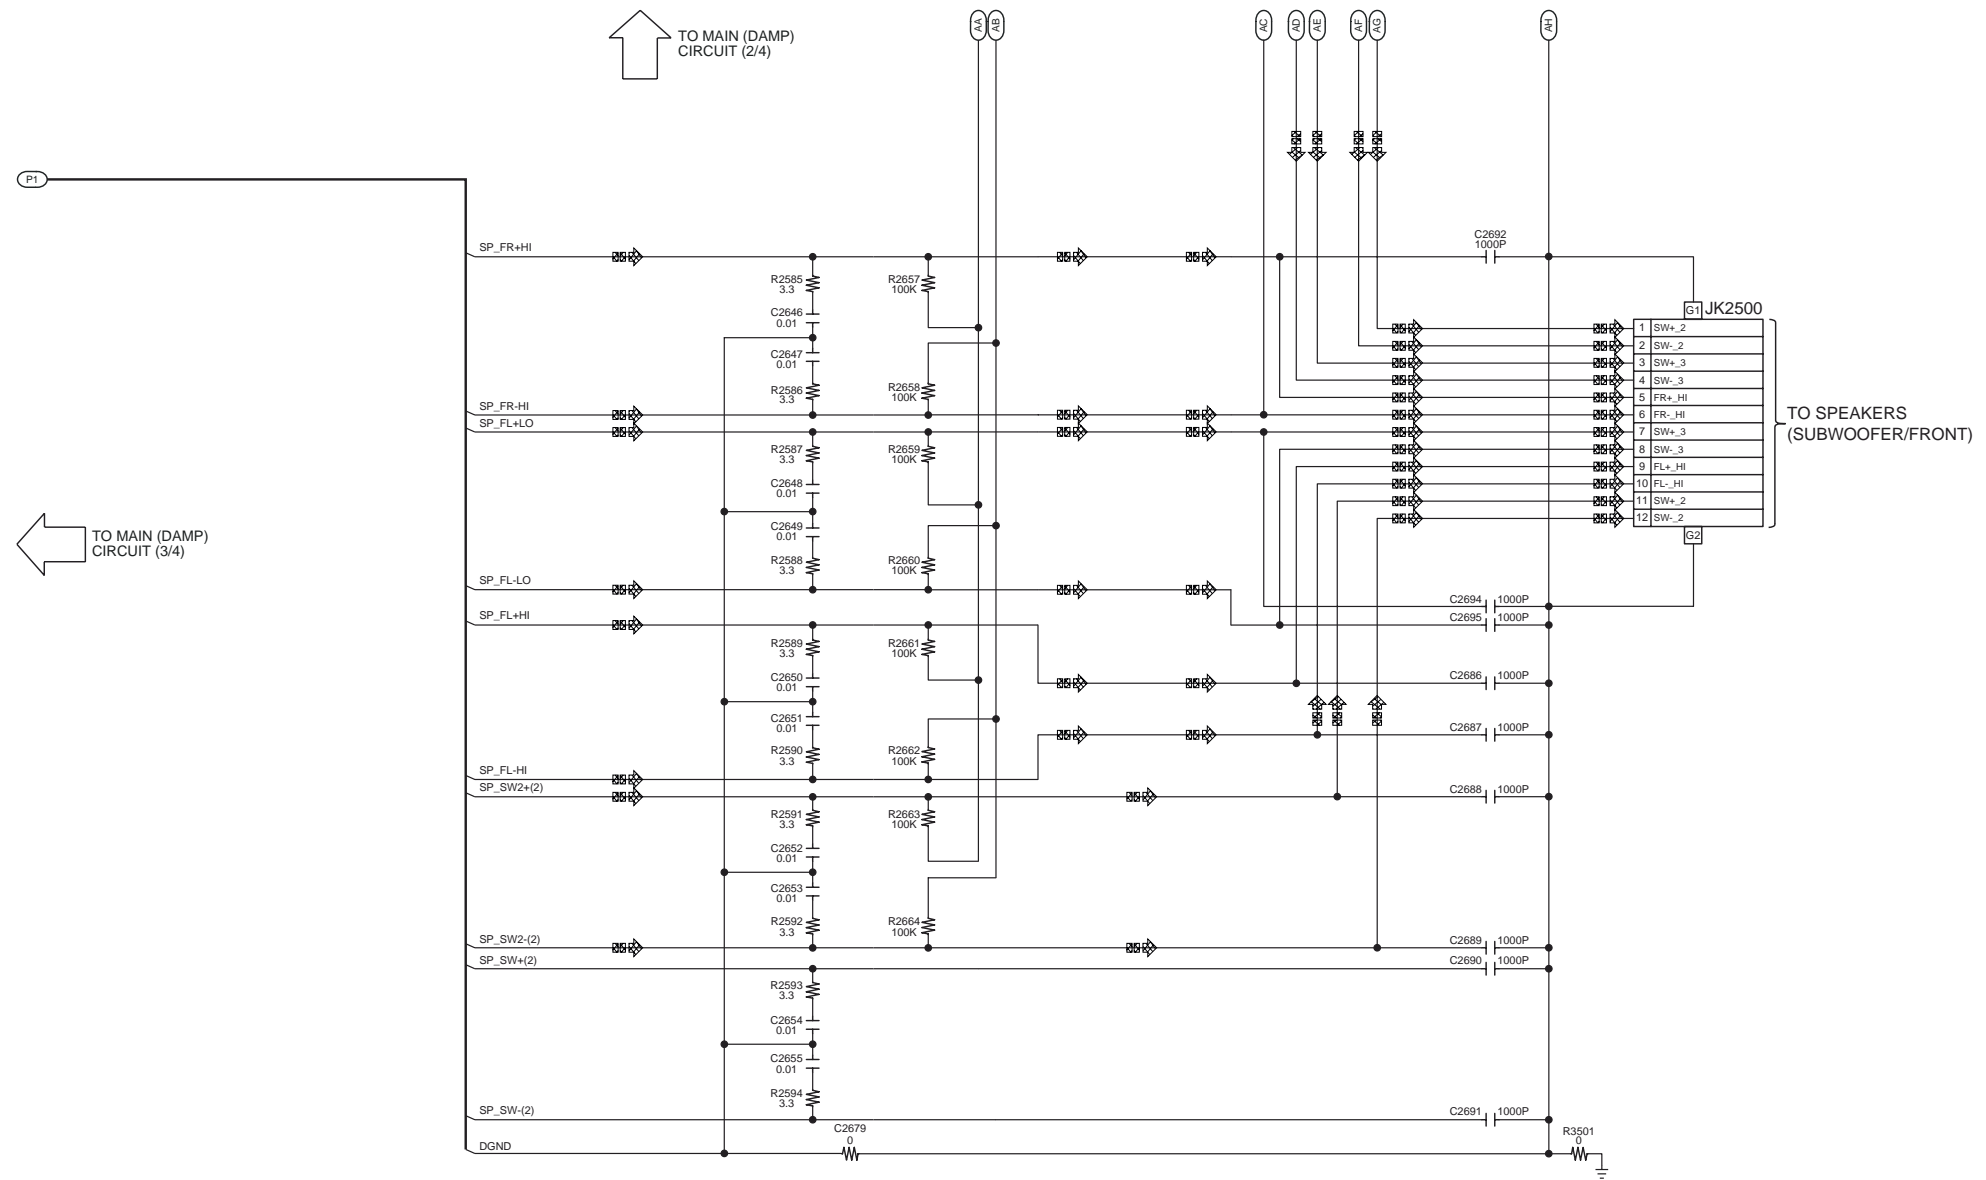 TO MAIN (DAMP)
CIRCUIT (2/4)
AA
AB
AC
AD
AE
AF
AG
AH
P1
SP_FR+HI
C2692
1000P
R2585
3.3
R2657
100K
C2646
0.01
C2647
0.01
R2586
3.3
R2658
100K
SP_FR-HI
SP_FL+LO
G1
JK2500
1 SW+_2
2 SW-_2
3 SW+_3
4 SW-_3
5 FR+_HI
6 FR-_HI
7 SW+_3
8 SW-_3
9 FL+_HI
10 FL-_HI
11 SW+_2
12 SW-_2
G2
TO SPEAKERS
(SUBWOOFER/FRONT)
R2587
3.3
R2659
100K
C2648
0.01
C2649
0.01
R2588
3.3
R2660
100K
TO MAIN (DAMP)
CIRCUIT (3/4)
SP_FL-LO
C2694 1000P
SP_FL+HI
C2695 1000P
R2589
3.3
R2661
100K
C2650
0.01
C2686 1000P
C2651
0.01
C2687 1000P
R2590
3.3
R2662
100K
SP_FL-HI
SP_SW2+(2)
C2688 1000P
R2591
3.3
R2663
100K
C2652
0.01
C2653
0.01
R2592
3.3
R2664
100K
SP_SW2-(2)
C2689 1000P
SP_SW+(2)
C2690 1000P
R2593
3.3
C2654
0.01
C2655
0.01
R2594
3.3
SP_SW-(2)
C2691 1000P
C2679
0
R3501
0
DGND